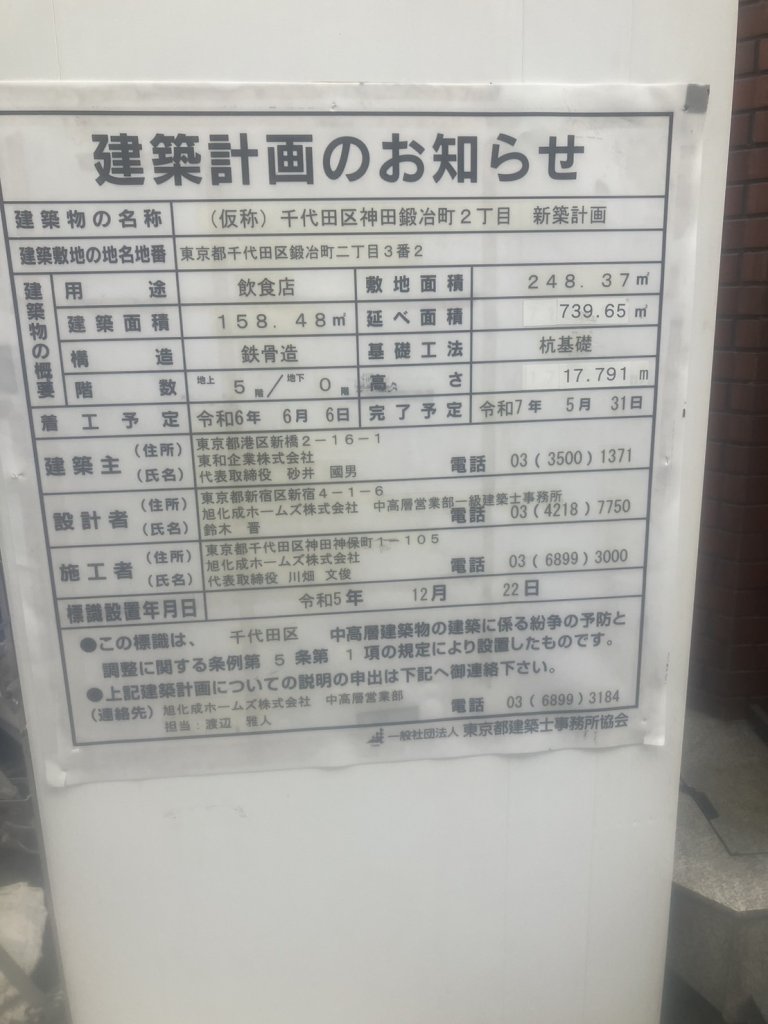 建築計画のお知らせ
建築物の名称 （仮称）千代田区神田鍛冶町２丁目 新築計画
建築敷地の地名地番 東京都千代田区鍛冶町二丁目３番２
建築物の概要
用途 飲食店 敷地面積 248.37㎡
建築面積 158.48㎡ 延べ面積 739.65㎡
構造 鉄骨造 基礎工法 杭基礎
階数 地上 5 階／地下 0 階 高さ 17.791 m
着工予定 令和6年 6月 6日 完了予定 令和7年 5月 31日
建築主（住所） 東京都港区新橋２－１６－１
東和企業株式会社
（氏名） 代表取締役 砂井 國男 電話 03(3500)1371
設計者（住所） 東京都新宿区新宿４－１－６
旭化成ホームズ株式会社 中高層営業部一級建築士事務所
（氏名） 鈴木 晋 電話 03(4218)7750
施工者（住所） 東京都千代田区神田神保町１－１０５
旭化成ホームズ株式会社
（氏名） 代表取締役 川畑 文俊 電話 03(6899)3000
標識設置年月日 令和5年 12月 22日
●この標識は、 千代田区 中高層建築物の建築に係る紛争の予防と
調整に関する条例第 5 条第 1 項の規定により設置したものです。
●上記建築計画についての説明の申出は下記へ御連絡下さい。
（連絡先）旭化成ホームズ株式会社 中高層営業部 電話 03(6899)3184
担当：渡辺 雅人
一般社団法人 東京都建築士事務所協会